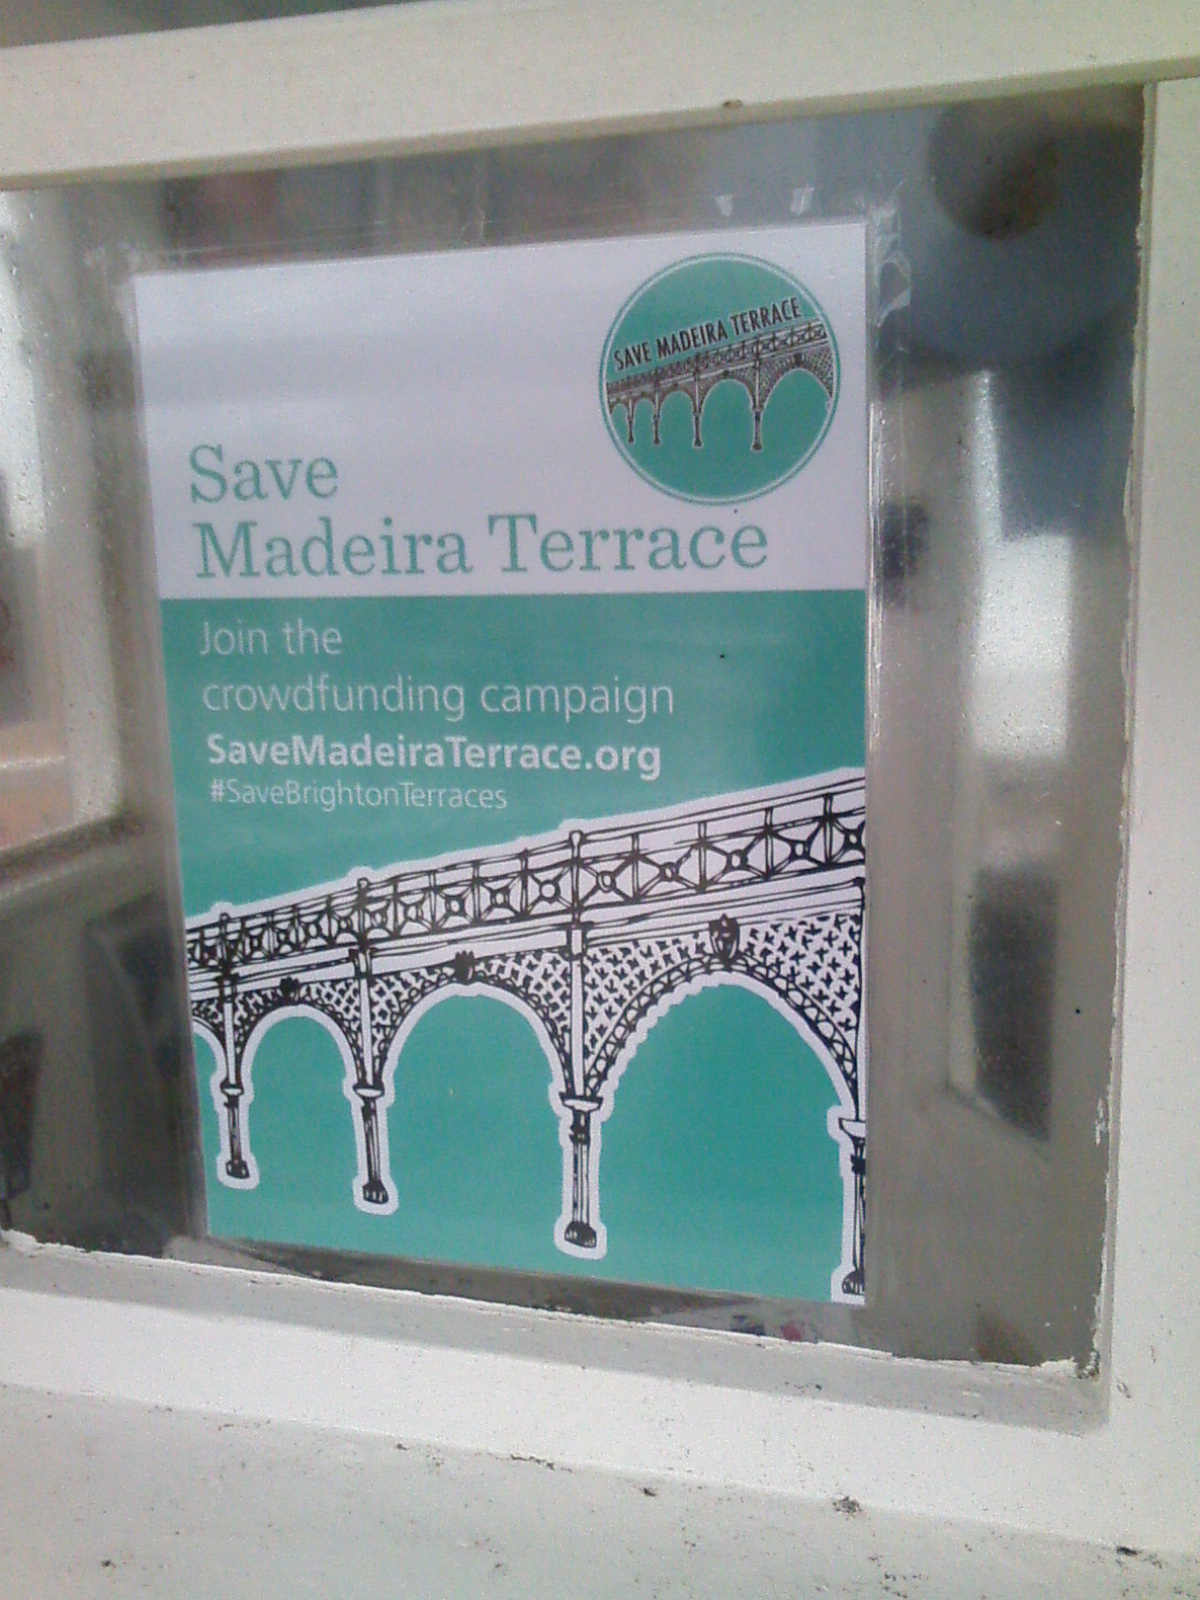 SAVE MADEIRA TERRACE
Save
Madeira Terrace
Join the
crowdfunding campaign
SaveMadeiraTerrace.org
#SaveBrightonTerraces